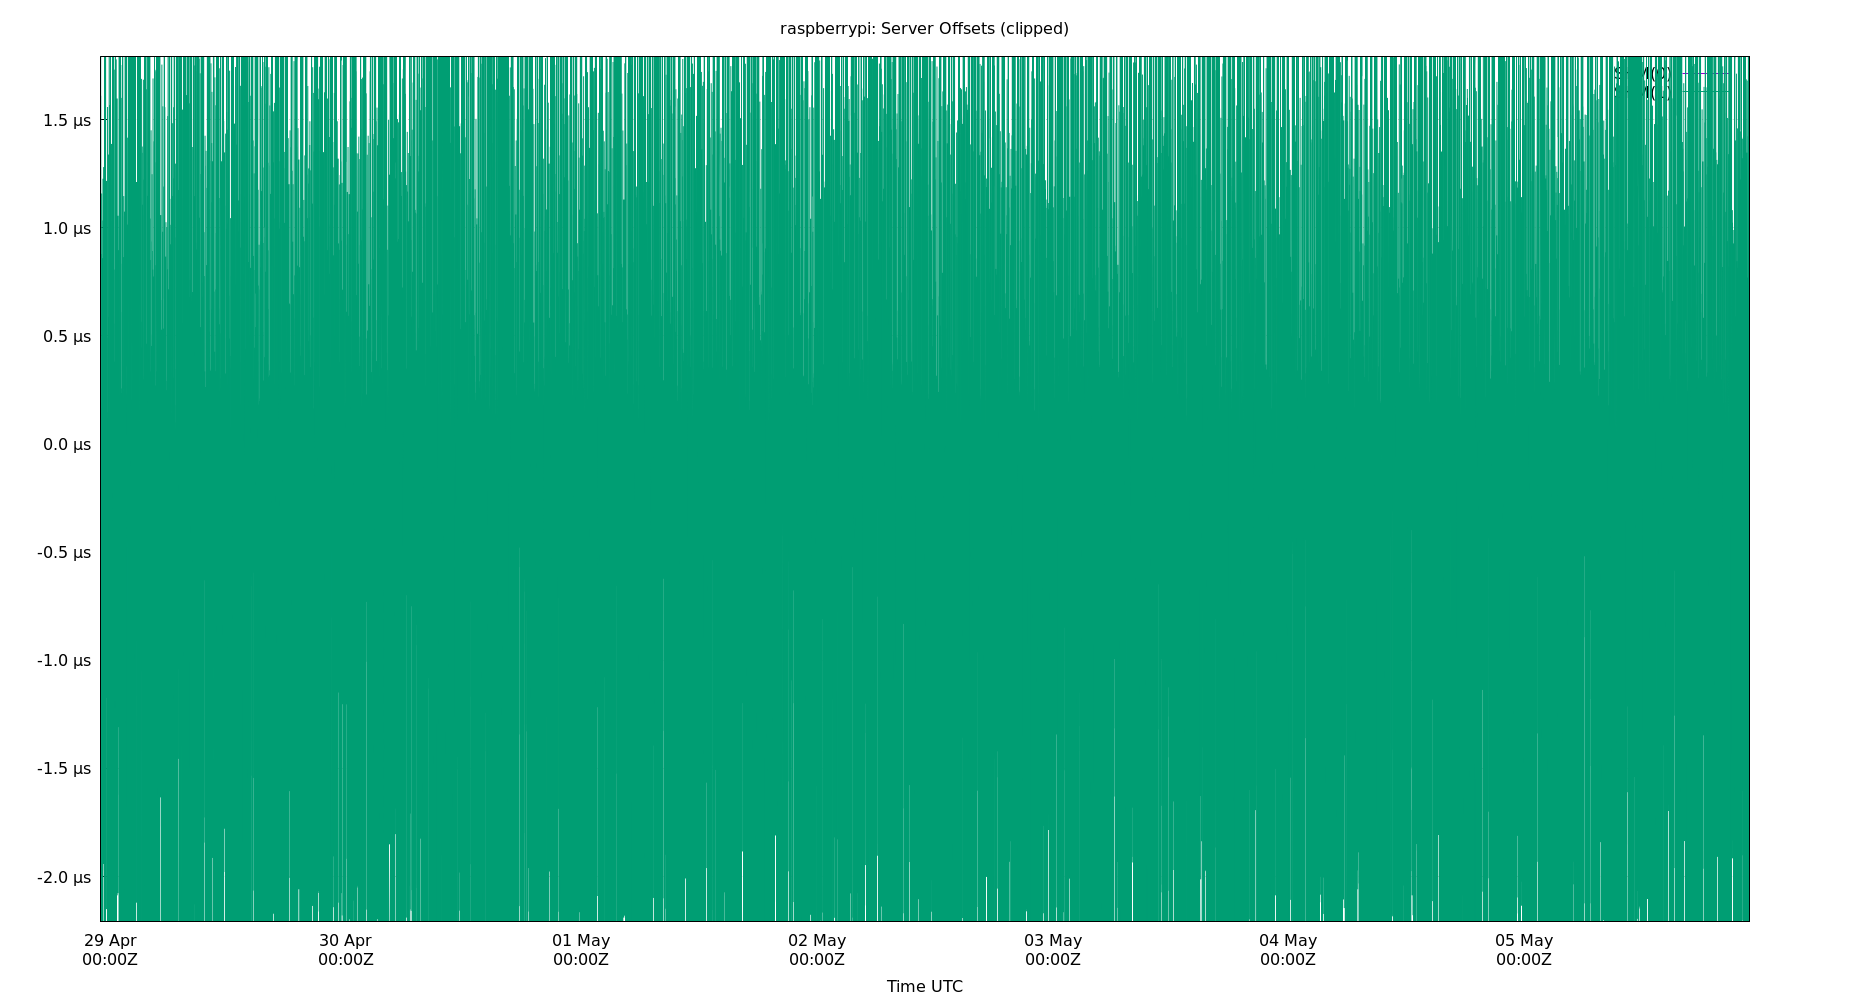 raspberrypi: Server Offsets (clipped)
1.5 µs
1.0 µs
0.5 µs
0.0 µs
-0.5 µs
-1.0 µs
-1.5 µs
-2.0 µs
29 Apr 00:00Z
30 Apr 00:00Z
01 May 00:00Z
02 May 00:00Z
03 May 00:00Z
04 May 00:00Z
05 May 00:00Z
Time UTC